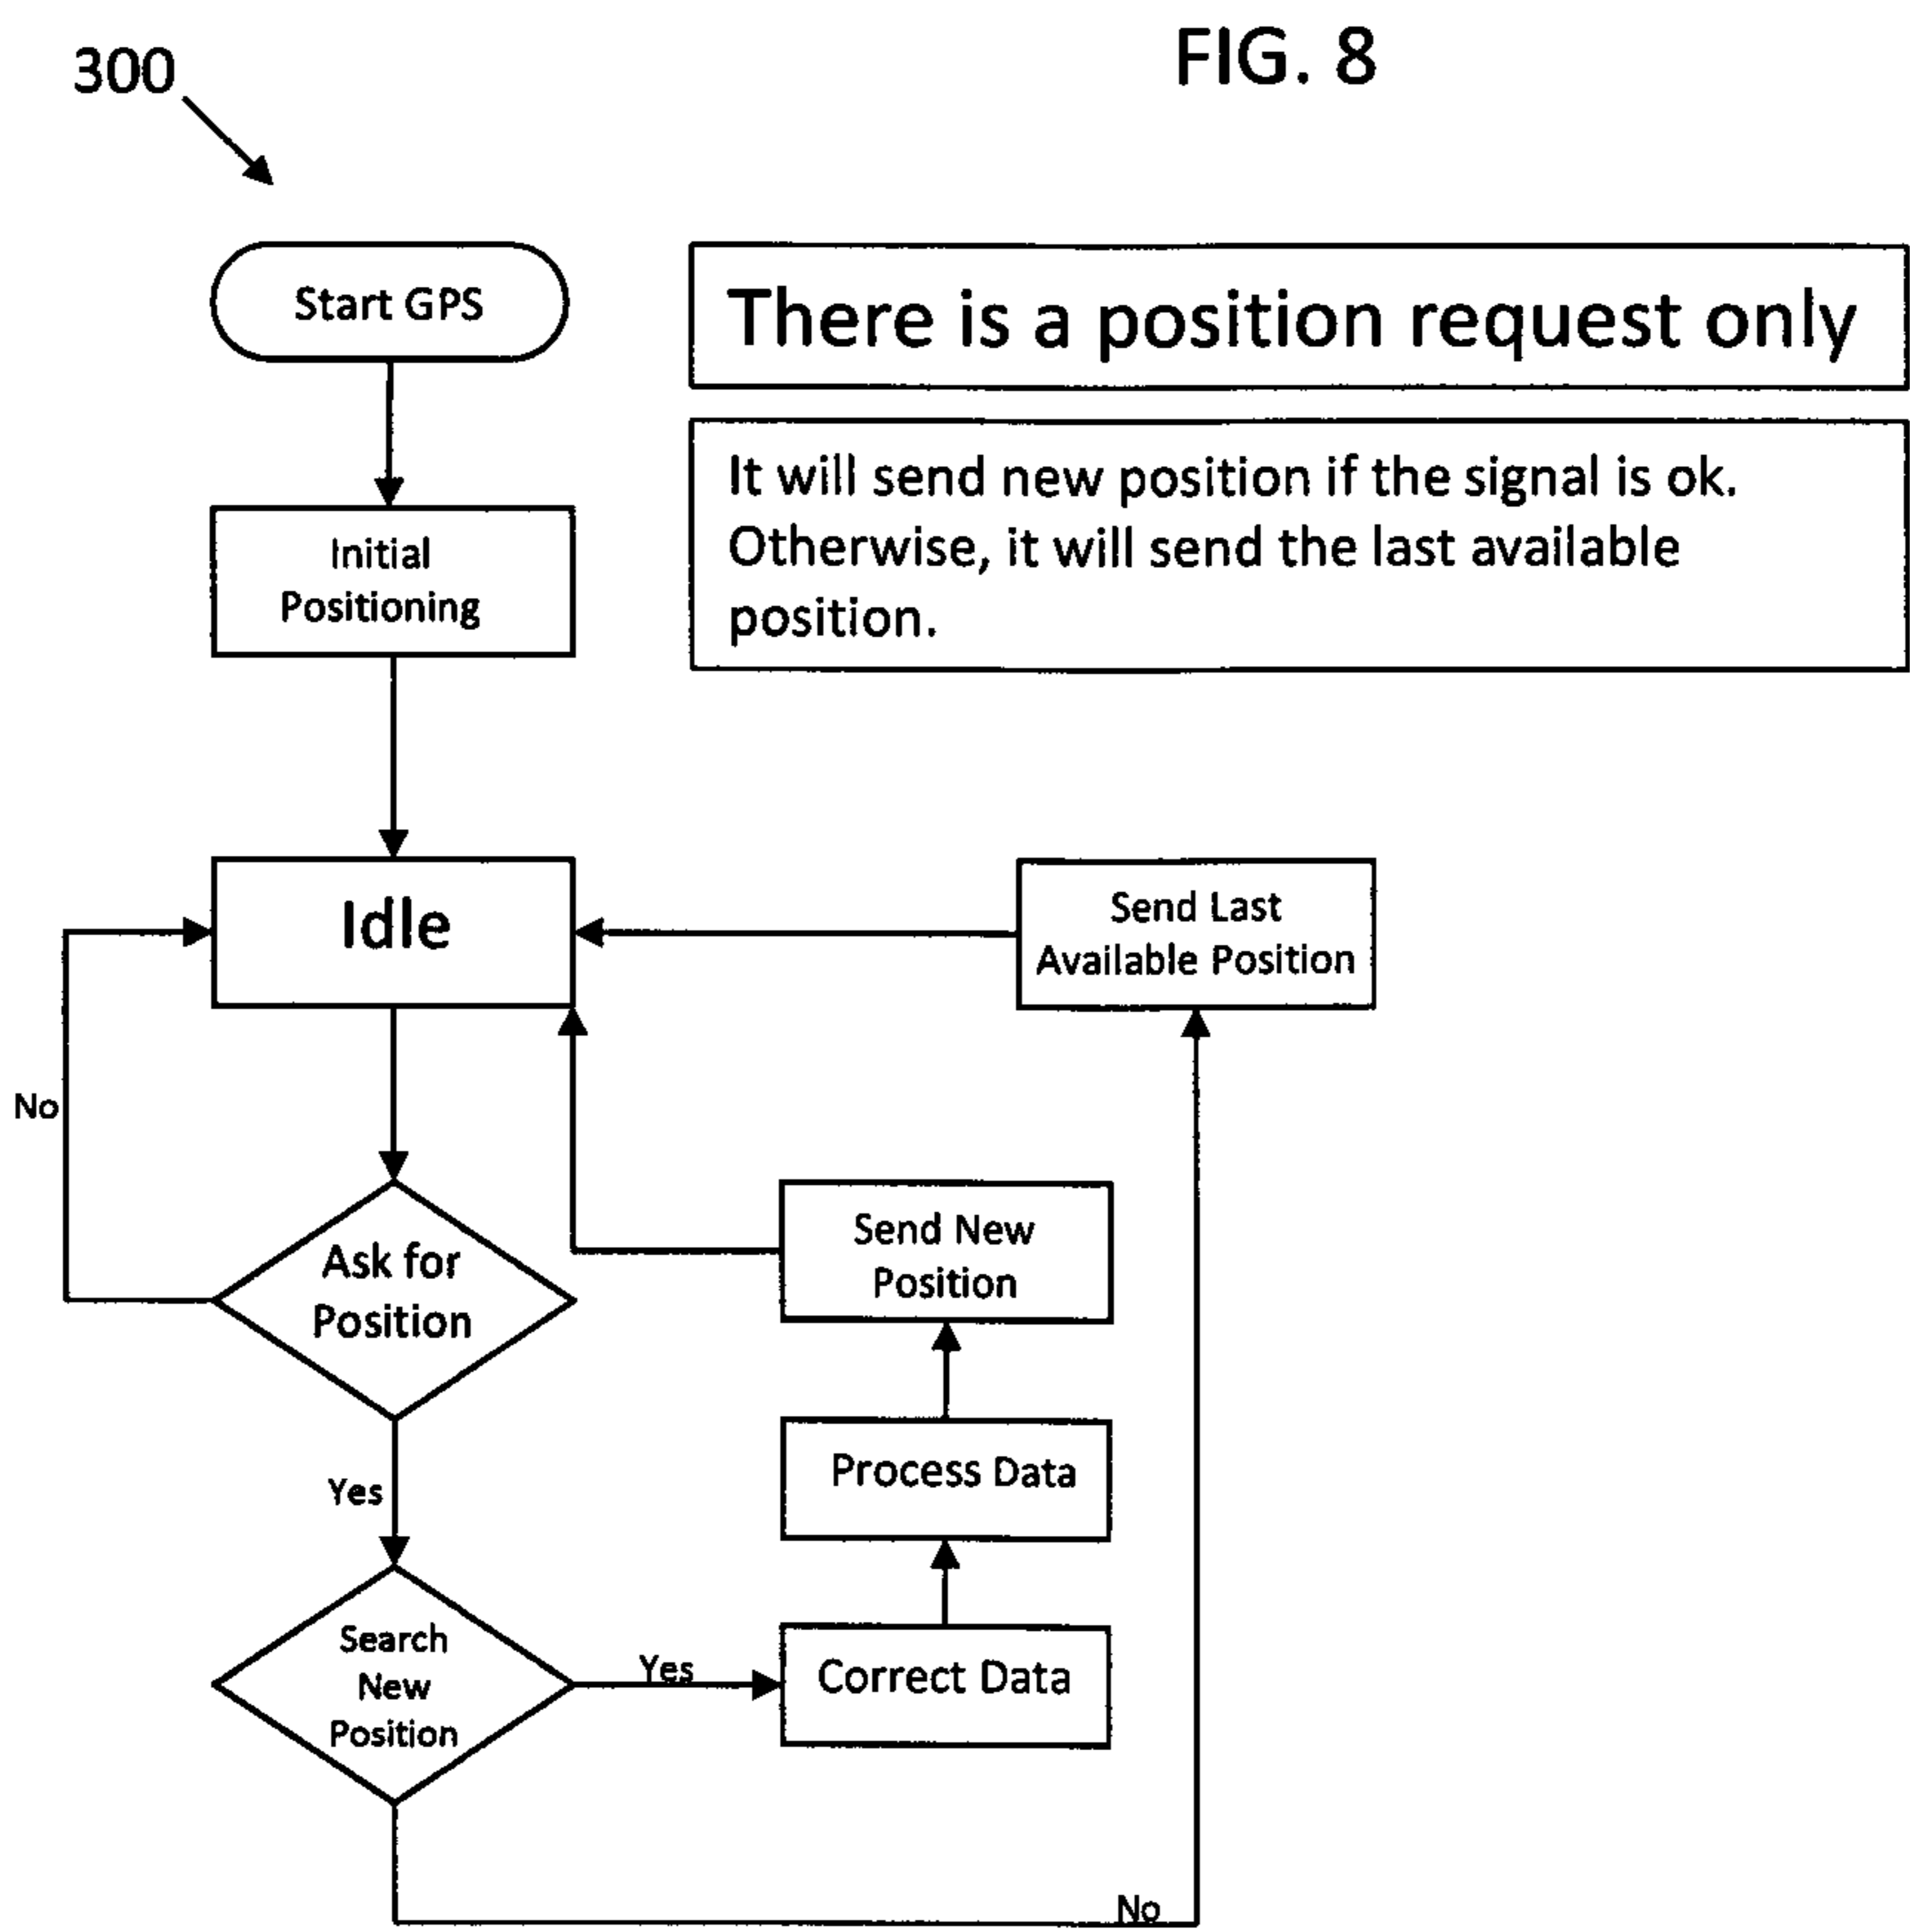 FIG. 8
300
Start GPS
There is a position request only
It will send new position if the signal is ok.
Otherwise, it will send the last available
position.
Initial
Positioning
Idle
Send Last
Available Position
No
Ask for
Position
Send New
Position
Yes
Process Data
Search
New
Position
Yes
Correct Data
No